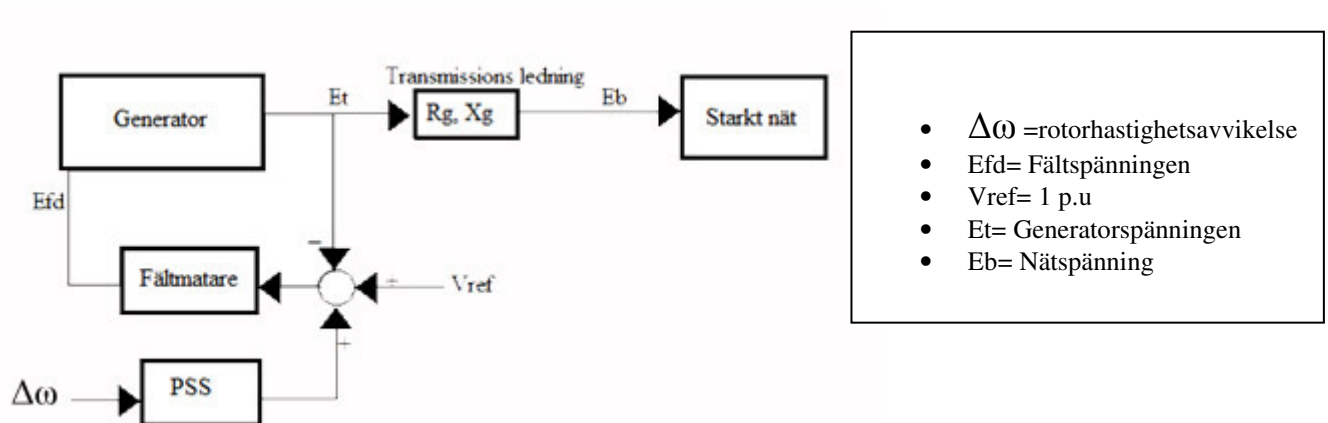 Transmissions ledning
Generator
Et
Rg, Xg
Eb
Starkt nät
Efd
−
Fältmatare
+
Vref
+
Δω
PSS
• Δω =rotorhastighetsavvikelse
• Efd= Fältspänningen
• Vref= 1 p.u
• Et= Generatorspänningen
• Eb= Nätspänning